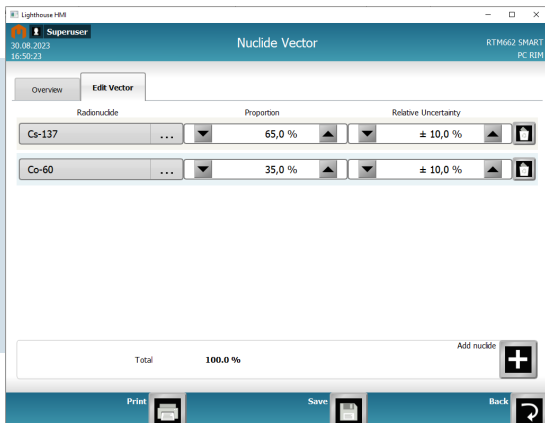 Lighthouse HMI
Superuser
30.08.2023
16:50:23
Nuclide Vector
RTM662 SMART
PC RIM
Overview
Edit Vector
Radionuclide Proportion Relative Uncertainty
Cs-137 ... 65,0 % ± 10,0 %
Co-60 ... 35,0 % ± 10,0 %
Add nuclide
Total 100.0 %
Print Save Back